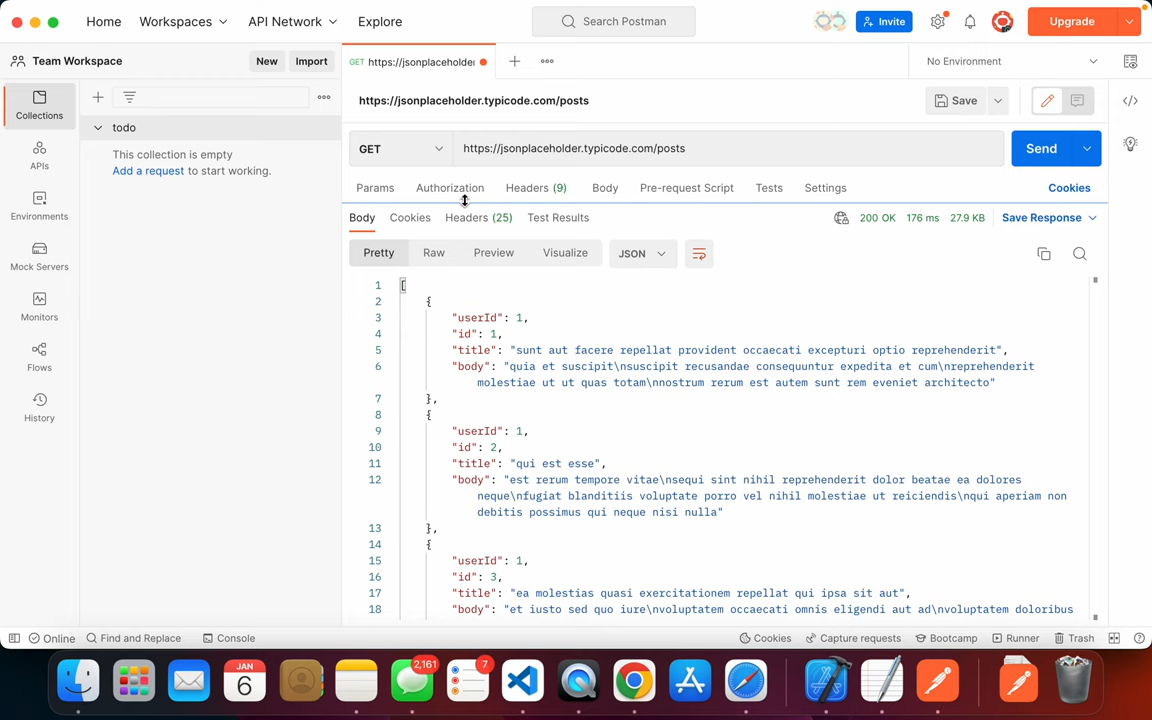 Home Workspaces API Network Explore Search Postman Invite Upgrade
Team Workspace New Import GET https://jsonplaceholder No Environment
https://jsonplaceholder.typicode.com/posts Save
Collections
APIs
Environments
Mock Servers
Monitors
Flows
History
todo
This collection is empty
Add a request to start working.
GET https://jsonplaceholder.typicode.com/posts Send
Params Authorization Headers (9) Body Pre-request Script Tests Settings Cookies
Body Cookies Headers (25) Test Results 200 OK 176 ms 27.9 KB Save Response
Pretty Raw Preview Visualize JSON
1 [
2 {
3 "userId": 1,
4 "id": 1,
5 "title": "sunt aut facere repellat provident occaecati excepturi optio reprehenderit",
6 "body": "quia et suscipit\nsuscipit recusandae consequuntur expedita et cum\nreprehenderit
molestiae ut ut quas totam\nnostrum rerum est autem sunt rem eveniet architecto"
7 },
8 {
9 "userId": 1,
10 "id": 2,
11 "title": "qui est esse",
12 "body": "est rerum tempore vitae\nsequi sint nihil reprehenderit dolor beatae ea dolores
neque\nfugiat blanditiis voluptate porro vel nihil molestiae ut reiciendis\nqui aperiam non
debitis possimus qui neque nisi nulla"
13 },
14 {
15 "userId": 1,
16 "id": 3,
17 "title": "ea molestias quasi exercitationem repellat qui ipsa sit aut",
18 "body": "et iusto sed quo iure\nvoluptatem occaecati omnis eligendi aut ad\nvoluptatem doloribus
Online Find and Replace Console Cookies Capture requests Bootcamp Runner Trash
JAN
6
2,161
7